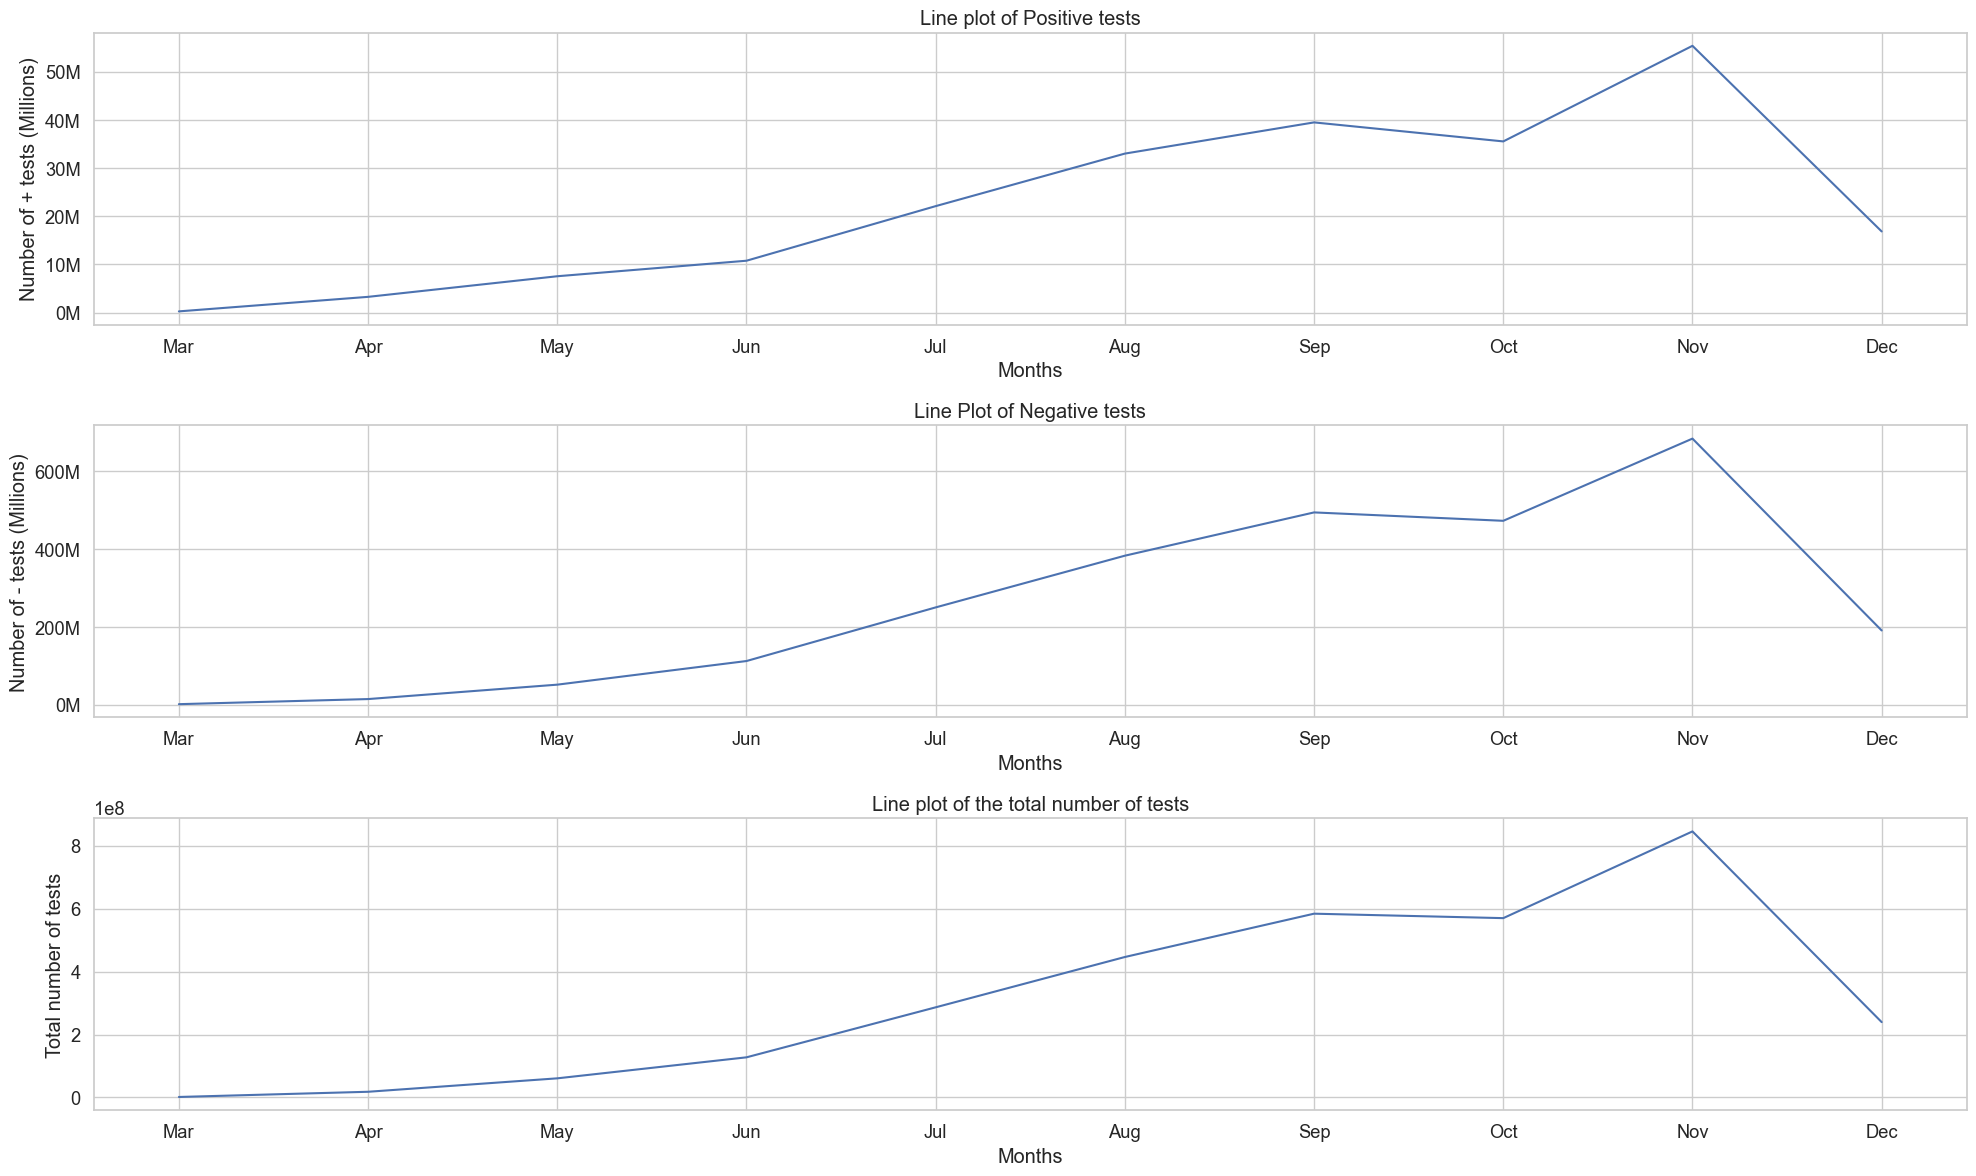 Line plot of Positive tests
Number of + tests (Millions)
50M
40M
30M
20M
10M
0M
Mar Apr May Jun Jul Aug Sep Oct Nov Dec
Months
Line Plot of Negative tests
Number of - tests (Millions)
600M
400M
200M
0M
Mar Apr May Jun Jul Aug Sep Oct Nov Dec
Months
Line plot of the total number of tests
1e8
Total number of tests
8
6
4
2
0
Mar Apr May Jun Jul Aug Sep Oct Nov Dec
Months